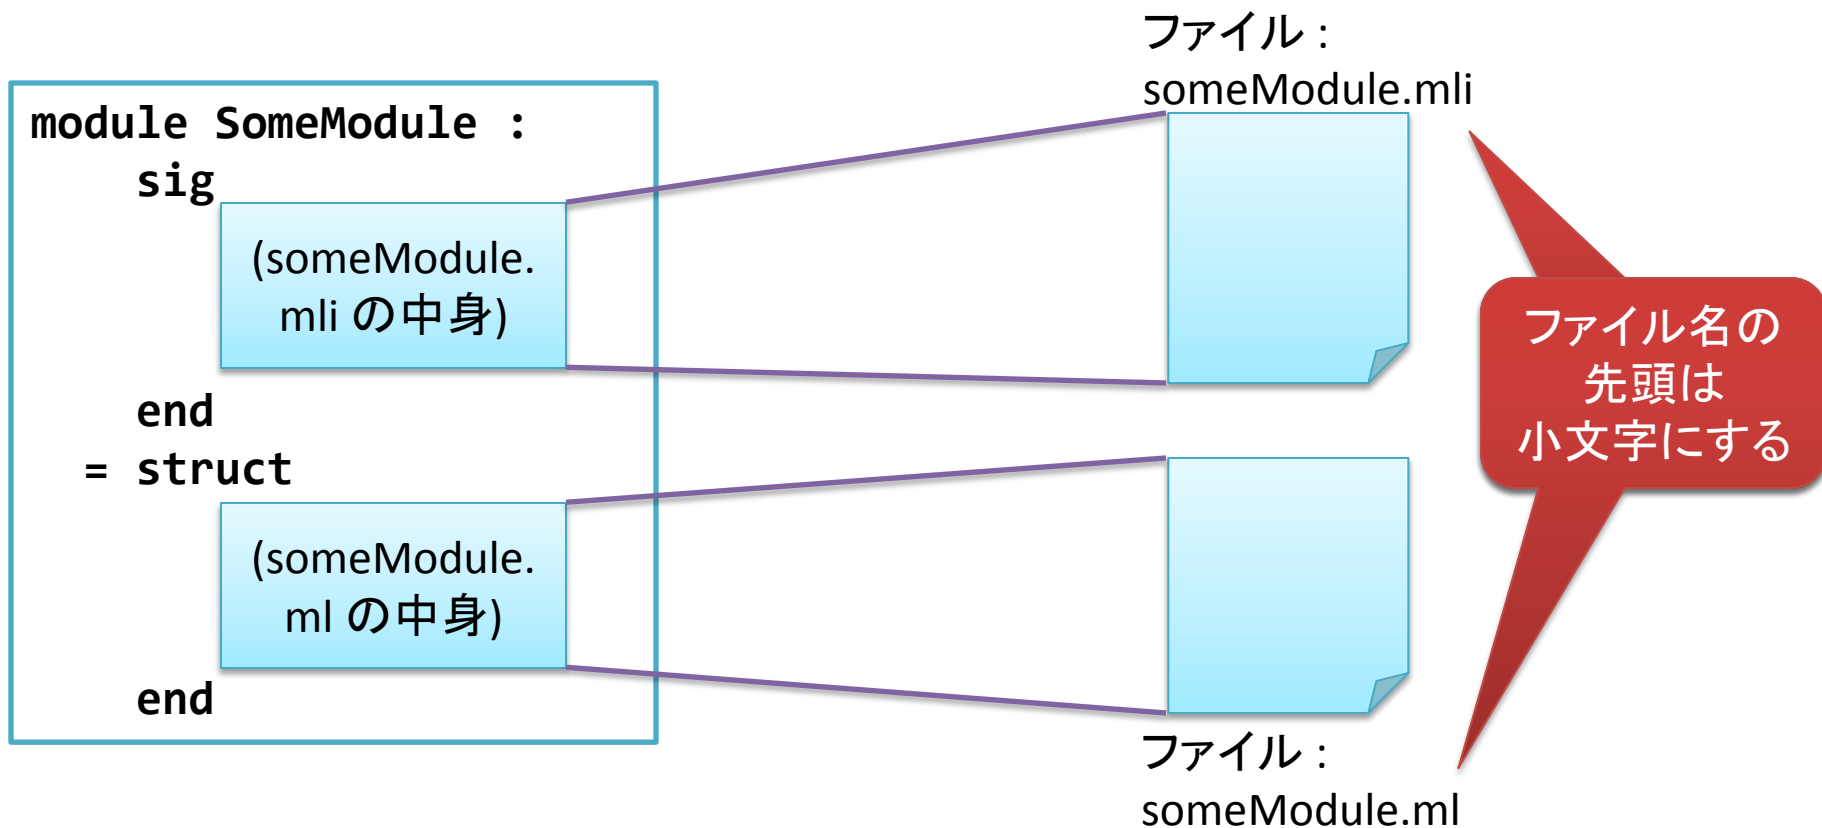 module SomeModule :
sig
(someModule.
mli の中身)
end
= struct
(someModule.
ml の中身)
end
ファイル :
someModule.mli
ファイル名の
先頭は
小文字にする
ファイル :
someModule.ml